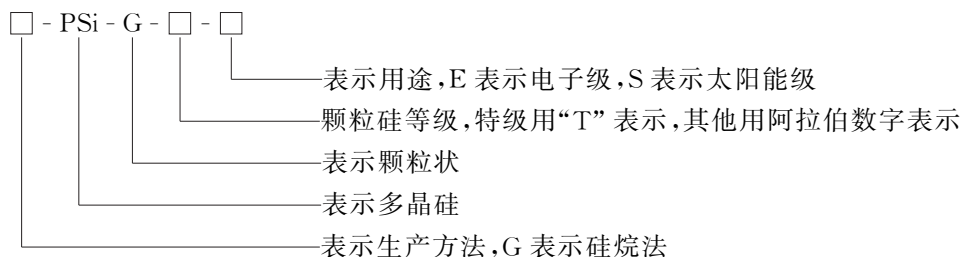 □ - PSi - G - □ - □
表示用途,E 表示电子级,S 表示太阳能级
颗粒硅等级,特级用“T” 表示,其他用阿拉伯数字表示
表示颗粒状
表示多晶硅
表示生产方法,G 表示硅烷法